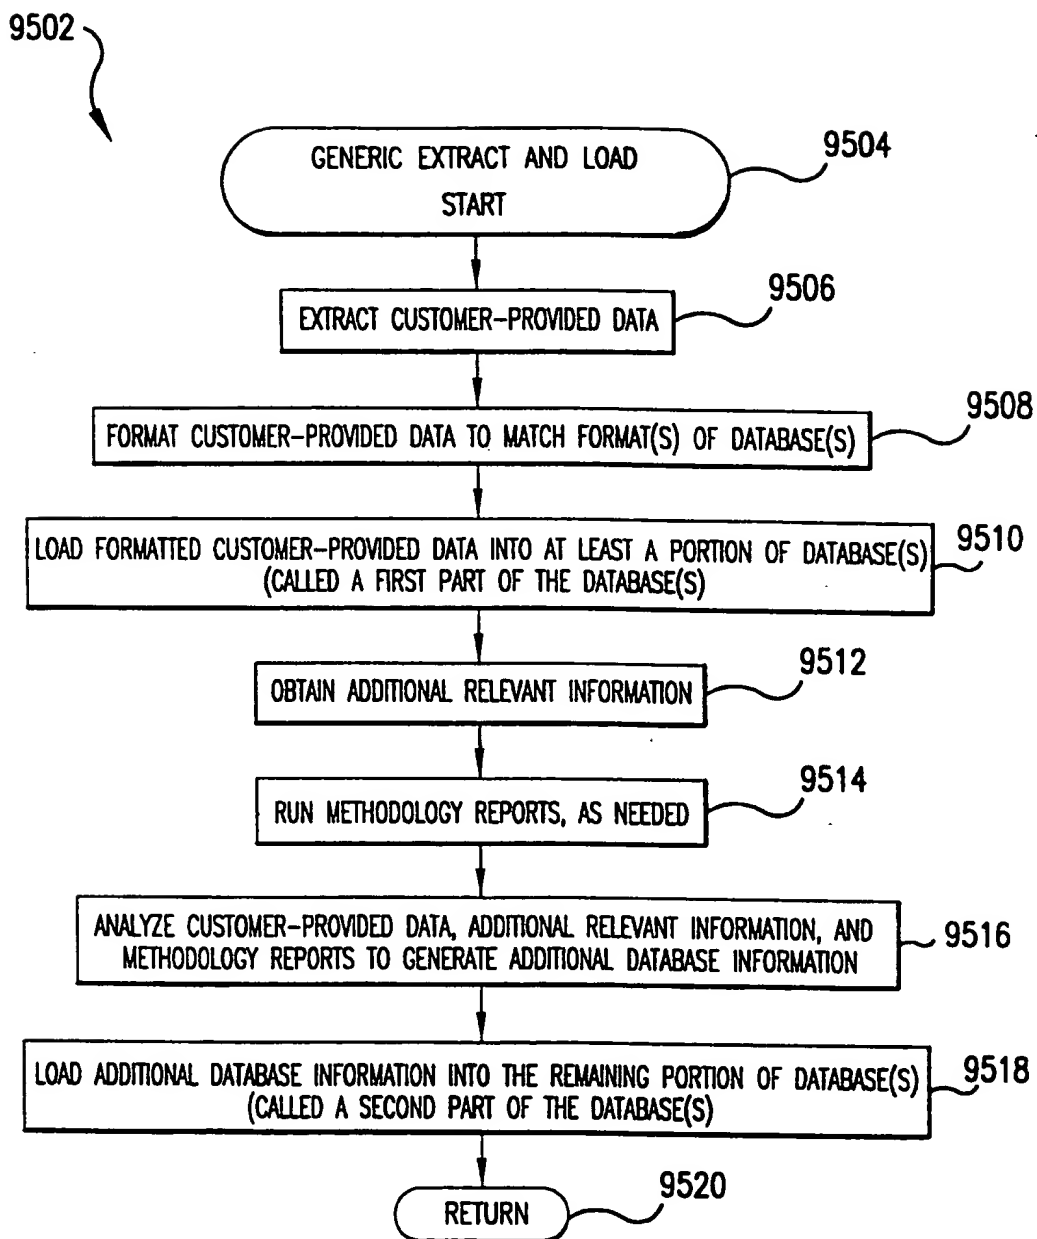 9502
GENERIC EXTRACT AND LOAD
START
9504
EXTRACT CUSTOMER-PROVIDED DATA
9506
FORMAT CUSTOMER-PROVIDED DATA TO MATCH FORMAT(S) OF DATABASE(S)
9508
LOAD FORMATTED CUSTOMER-PROVIDED DATA INTO AT LEAST A PORTION OF DATABASE(S)
(CALLED A FIRST PART OF THE DATABASE(S)
9510
OBTAIN ADDITIONAL RELEVANT INFORMATION
9512
RUN METHODOLOGY REPORTS, AS NEEDED
9514
ANALYZE CUSTOMER-PROVIDED DATA, ADDITIONAL RELEVANT INFORMATION, AND
METHODOLOGY REPORTS TO GENERATE ADDITIONAL DATABASE INFORMATION
9516
LOAD ADDITIONAL DATABASE INFORMATION INTO THE REMAINING PORTION OF DATABASE(S)
(CALLED A SECOND PART OF THE DATABASE(S)
9518
RETURN
9520